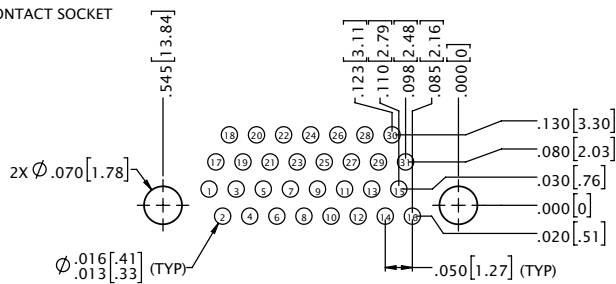 ONTACT SOCKET
.545[13.84]
.123[3.11]
.110[2.79]
.098[2.48]
.085[2.16]
.000[0]
18 20 22 24 26 28 30
.130[3.30]
17 19 21 23 25 27 29 31
.080[2.03]
2X Ø.070[1.78]
1 3 5 7 9 11 13 15
.030[.76]
.000[0]
2 4 6 8 10 12 14 16
.020[.51]
Ø.016[.41]
.013[.33] (TYP)
.050[1.27] (TYP)